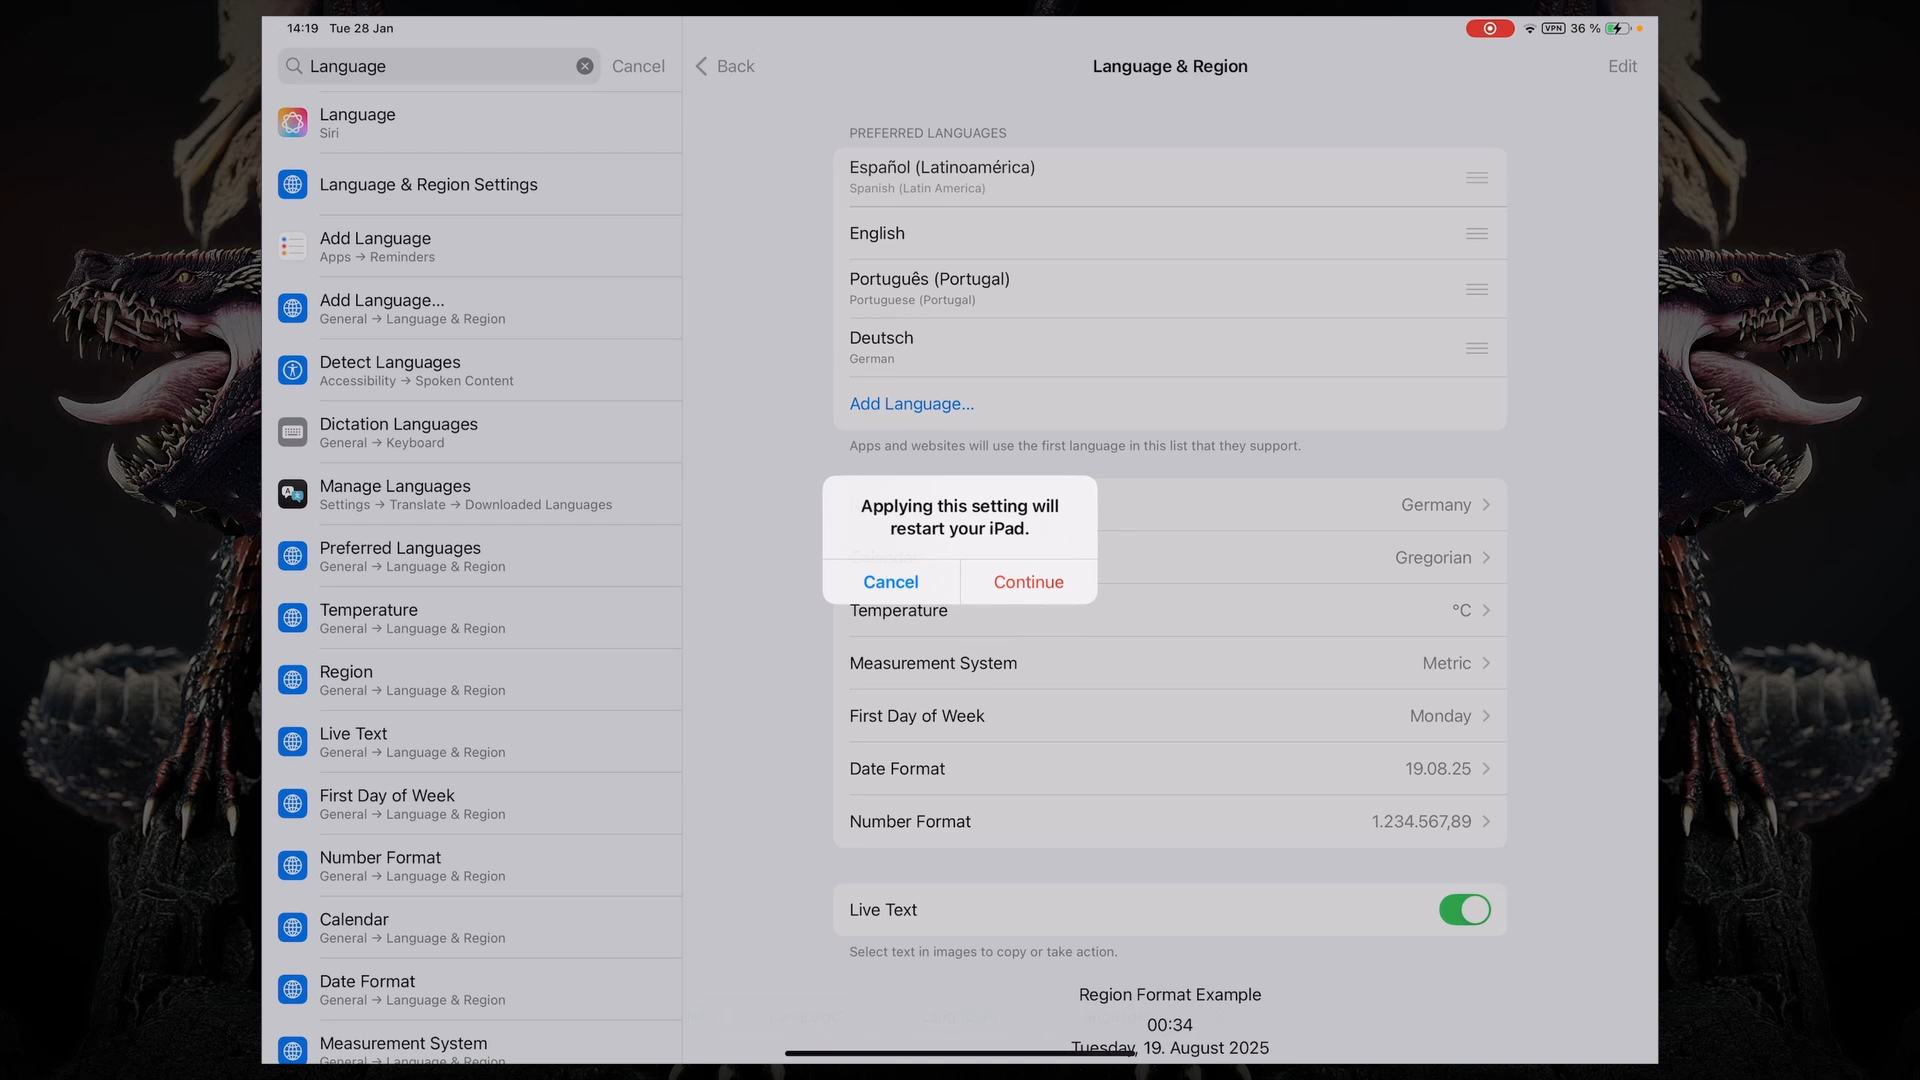 14:19 Tue 28 Jan
VPN 36 %
Language
Cancel
Language
Siri
Language & Region Settings
Add Language
Apps → Reminders
Add Language...
General → Language & Region
Detect Languages
Accessibility → Spoken Content
Dictation Languages
General → Keyboard
Manage Languages
Settings → Translate → Downloaded Languages
Preferred Languages
General → Language & Region
Temperature
General → Language & Region
Region
General → Language & Region
Live Text
General → Language & Region
First Day of Week
General → Language & Region
Number Format
General → Language & Region
Calendar
General → Language & Region
Date Format
General → Language & Region
Measurement System
General → Language & Region
Back
Language & Region
Edit
PREFERRED LANGUAGES
Español (Latinoamérica)
Spanish (Latin America)
English
Português (Portugal)
Portuguese (Portugal)
Deutsch
German
Add Language...
Apps and websites will use the first language in this list that they support.
Germany
Applying this setting will
restart your iPad.
Calendar Gregorian
Cancel Continue
Temperature °C
Measurement System Metric
First Day of Week Monday
Date Format 19.08.25
Number Format 1.234.567,89
Live Text
Select text in images to copy or take action.
Region Format Example
00:34
Tuesday, 19. August 2025